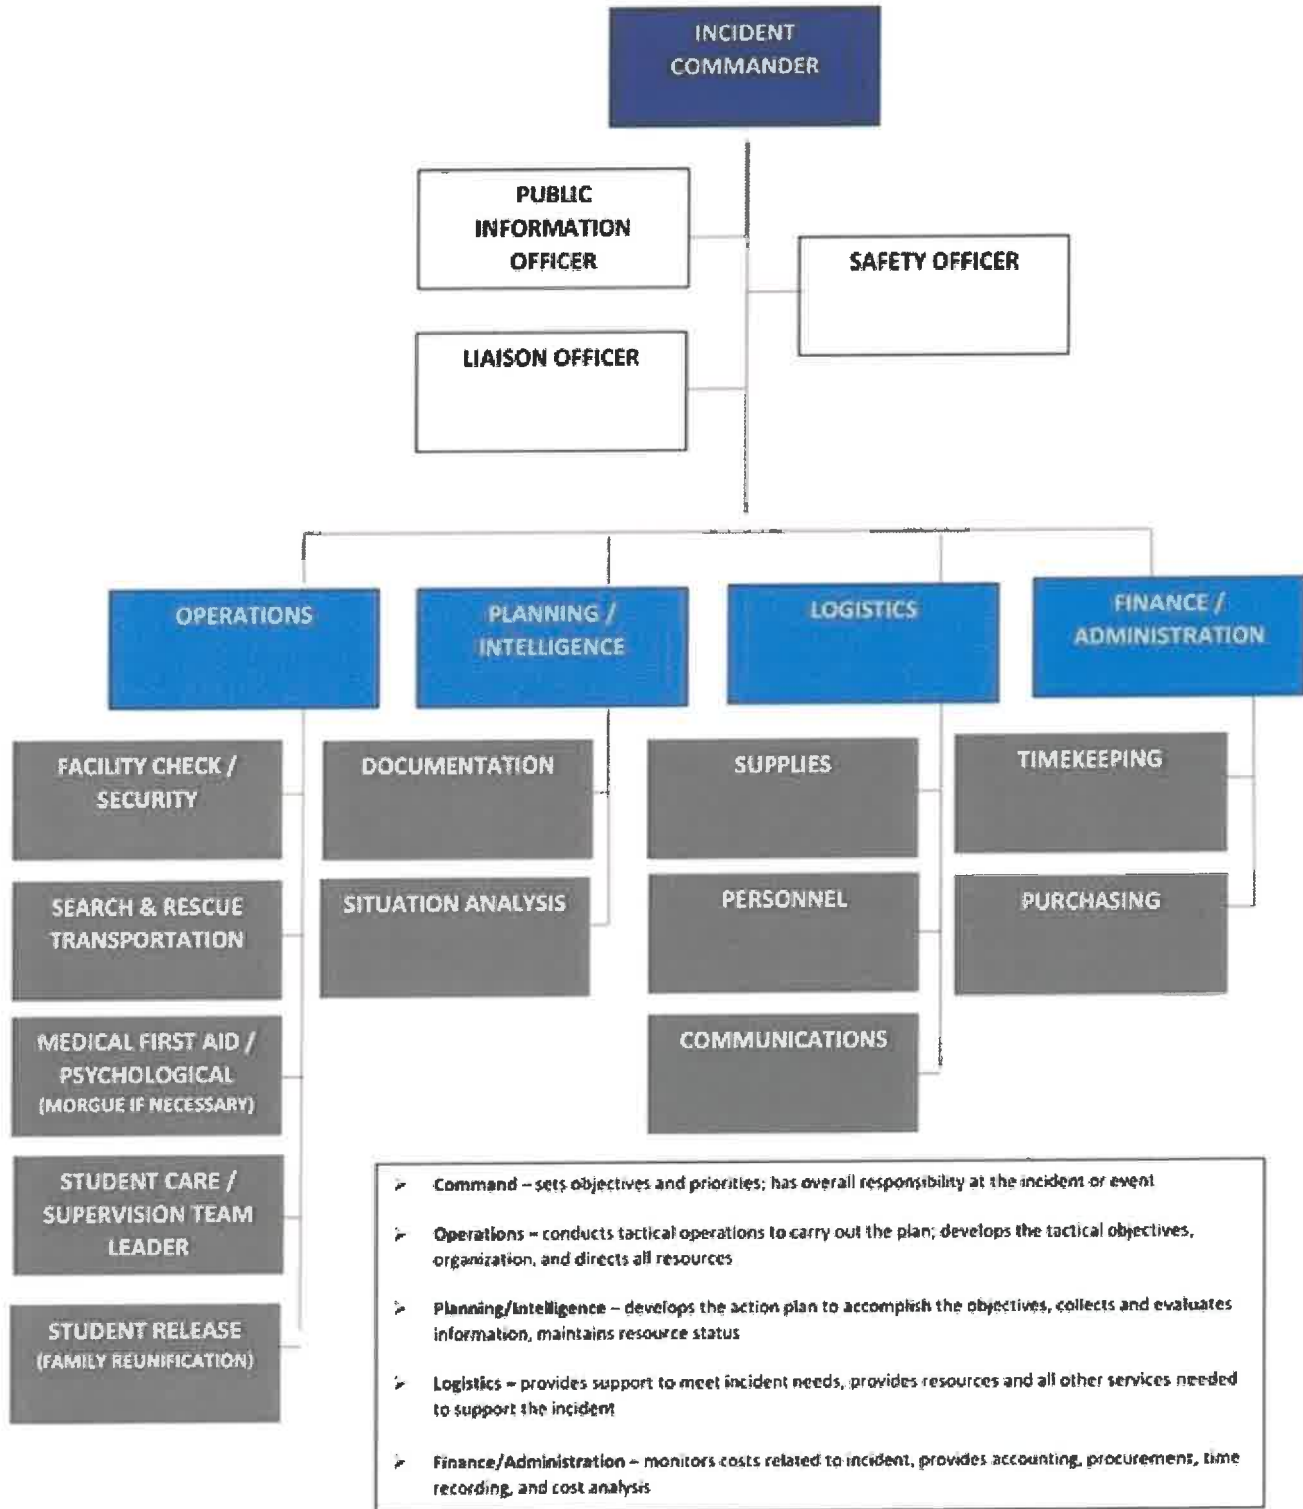 INCIDENT
COMMANDER
PUBLIC
INFORMATION
OFFICER
SAFETY OFFICER
LIAISON OFFICER
OPERATIONS
PLANNING /
INTELLIGENCE
LOGISTICS
FINANCE /
ADMINISTRATION
FACILITY CHECK /
SECURITY
SEARCH & RESCUE
TRANSPORTATION
MEDICAL FIRST AID /
PSYCHOLOGICAL
(MORGUE IF NECESSARY)
STUDENT CARE /
SUPERVISION TEAM
LEADER
STUDENT RELEASE
(FAMILY REUNIFICATION)
DOCUMENTATION
SITUATION ANALYSIS
SUPPLIES
PERSONNEL
COMMUNICATIONS
TIMEKEEPING
PURCHASING
➢ Command – sets objectives and priorities; has overall responsibility at the incident or event
➢ Operations – conducts tactical operations to carry out the plan; develops the tactical objectives,
organization, and directs all resources
➢ Planning/Intelligence – develops the action plan to accomplish the objectives, collects and evaluates
information, maintains resource status
➢ Logistics – provides support to meet incident needs, provides resources and all other services needed
to support the incident
➢ Finance/Administration – monitors costs related to incident, provides accounting, procurement, time
recording, and cost analysis